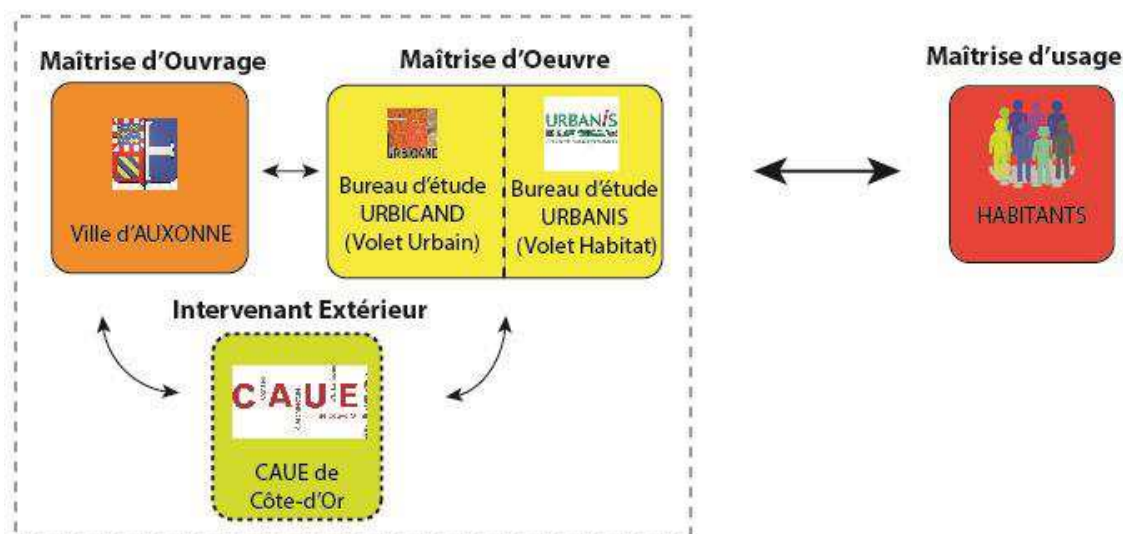 Maîtrise d'Ouvrage
Maîtrise d'Oeuvre
Maîtrise d'usage
Ville d'AUXONNE
Bureau d'étude
URBICAND
(Volet Urbain)
URBANiS
Bureau d'étude
URBANIS
(Volet Habitat)
HABITANTS
Intervenant Extérieur
CAUE
CAUE de
Côte-d'Or